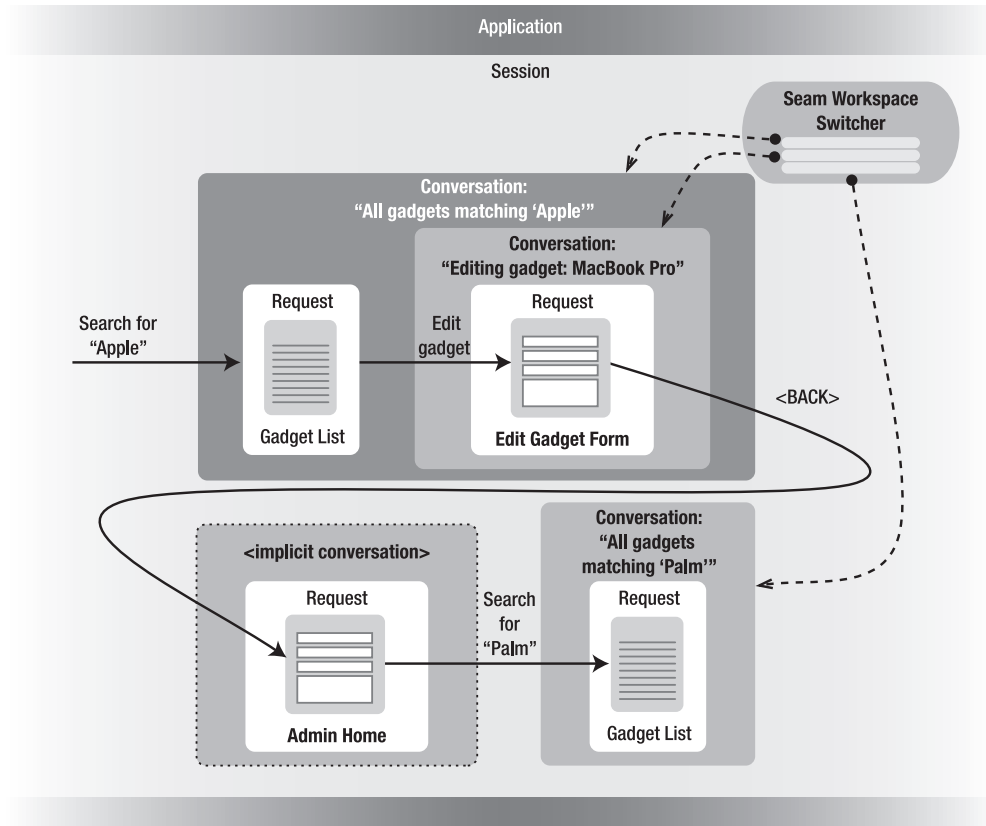 Application
Session
Seam Workspace
Switcher
Conversation:
“All gadgets matching ‘Apple’”
Conversation:
“Editing gadget: MacBook Pro”
Request
Request
Search for
“Apple”
Edit
gadget
<BACK>
Gadget List
Edit Gadget Form
<implicit conversation>
Conversation:
“All gadgets
matching ‘Palm’”
Request
Search
for
“Palm”
Request
Admin Home
Gadget List